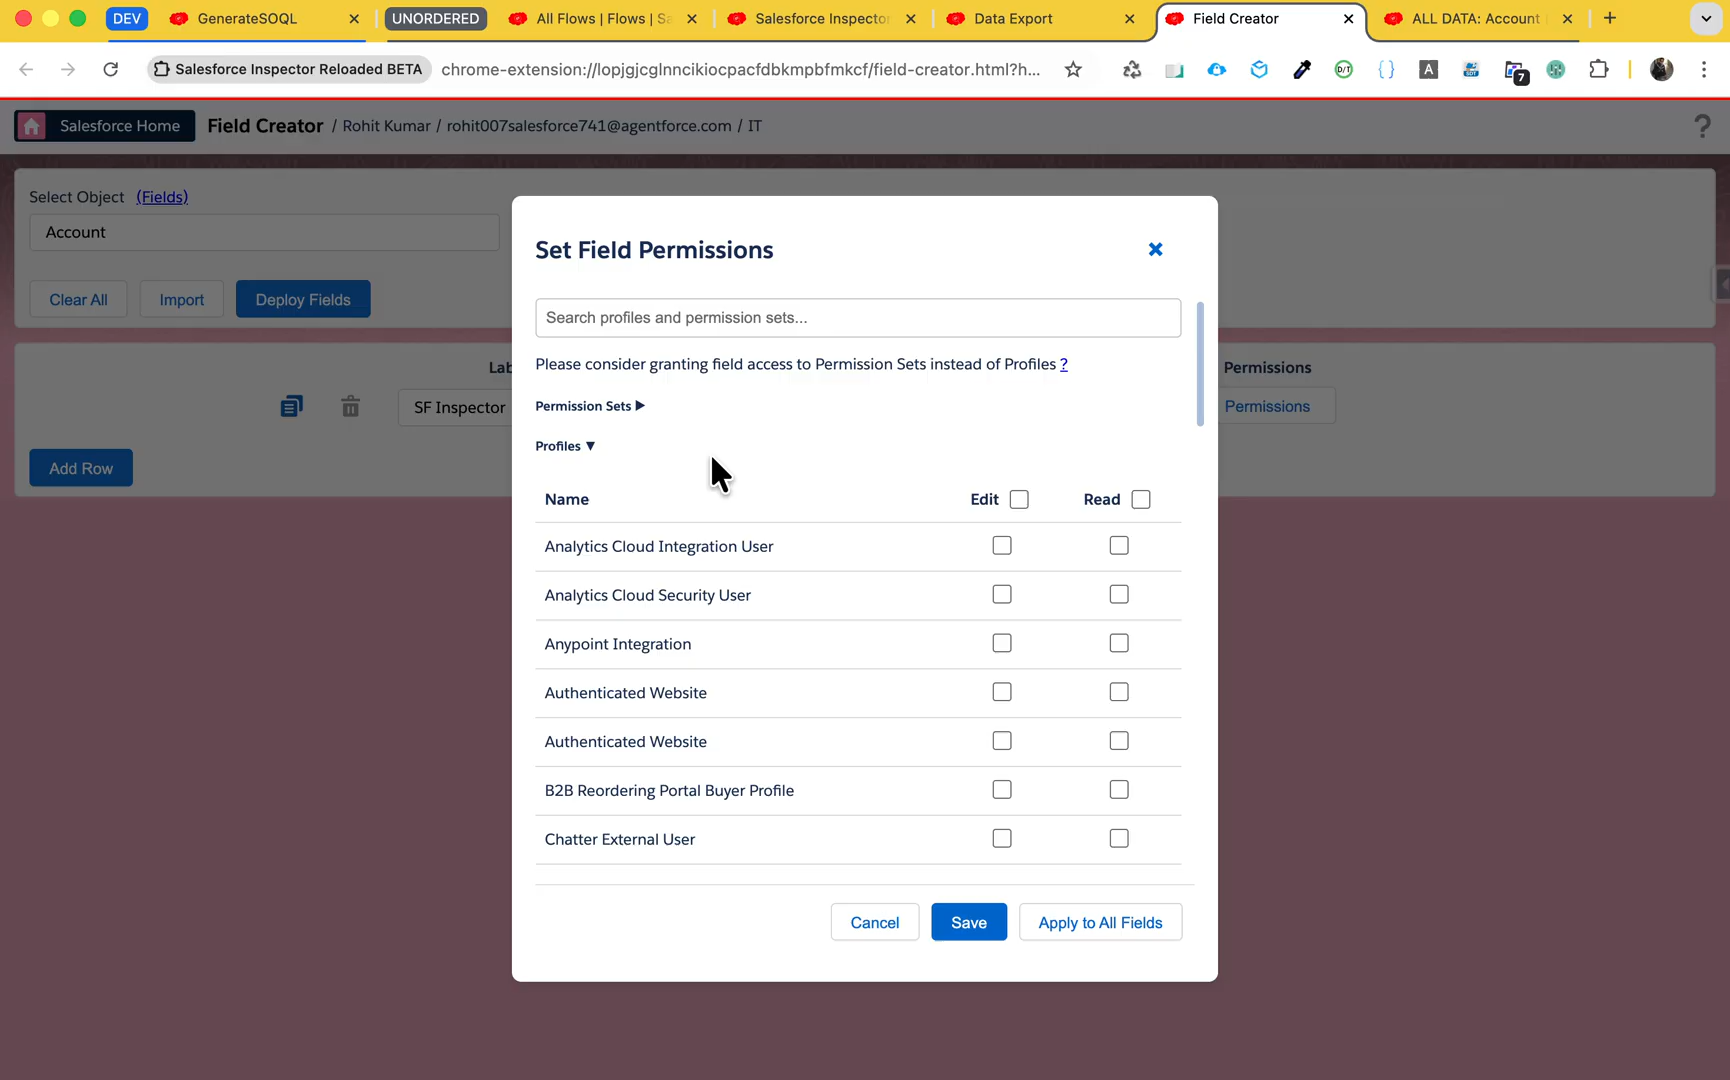 DEV
GenerateSOQL
UNORDERED
All Flows | Flows | Sa
Salesforce Inspector
Data Export
Field Creator
ALL DATA: Account
Salesforce Inspector Reloaded BETA
chrome-extension://lopjgjcglnncikiocpacfdbkmpbfmkcf/field-creator.html?h...
D/T
{ }
A
7
Salesforce Home
Field Creator / Rohit Kumar / rohit007salesforce741@agentforce.com / IT
?
Select Object (Fields)
Account
Clear All
Import
Deploy Fields
Lab
Permissions
SF Inspector
Permissions
Add Row
Set Field Permissions
Search profiles and permission sets...
Please consider granting field access to Permission Sets instead of Profiles ?
Permission Sets ▶
Profiles ▼
Name Edit Read
Analytics Cloud Integration User
Analytics Cloud Security User
Anypoint Integration
Authenticated Website
Authenticated Website
B2B Reordering Portal Buyer Profile
Chatter External User
Cancel
Save
Apply to All Fields